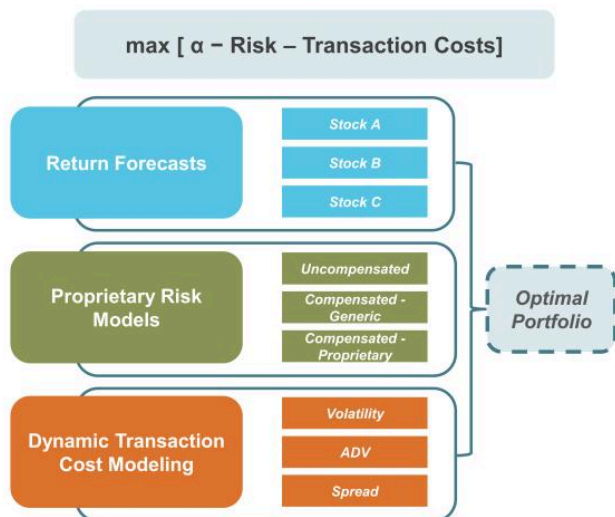 max [ α − Risk – Transaction Costs]
Return Forecasts
Stock A
Stock B
Stock C
Proprietary Risk
Models
Uncompensated
Compensated -
Generic
Compensated -
Proprietary
Dynamic Transaction
Cost Modeling
Volatility
ADV
Spread
Optimal
Portfolio